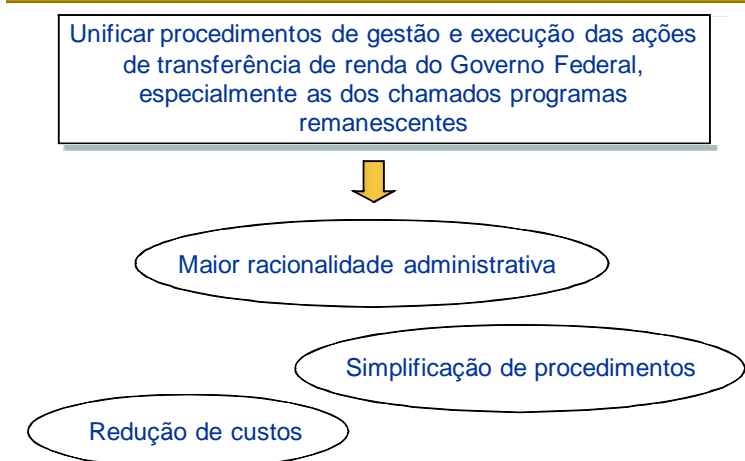 Unificar procedimentos de gestão e execução das ações
de transferência de renda do Governo Federal,
especialmente as dos chamados programas
remanescentes
Maior racionalidade administrativa
Simplificação de procedimentos
Redução de custos